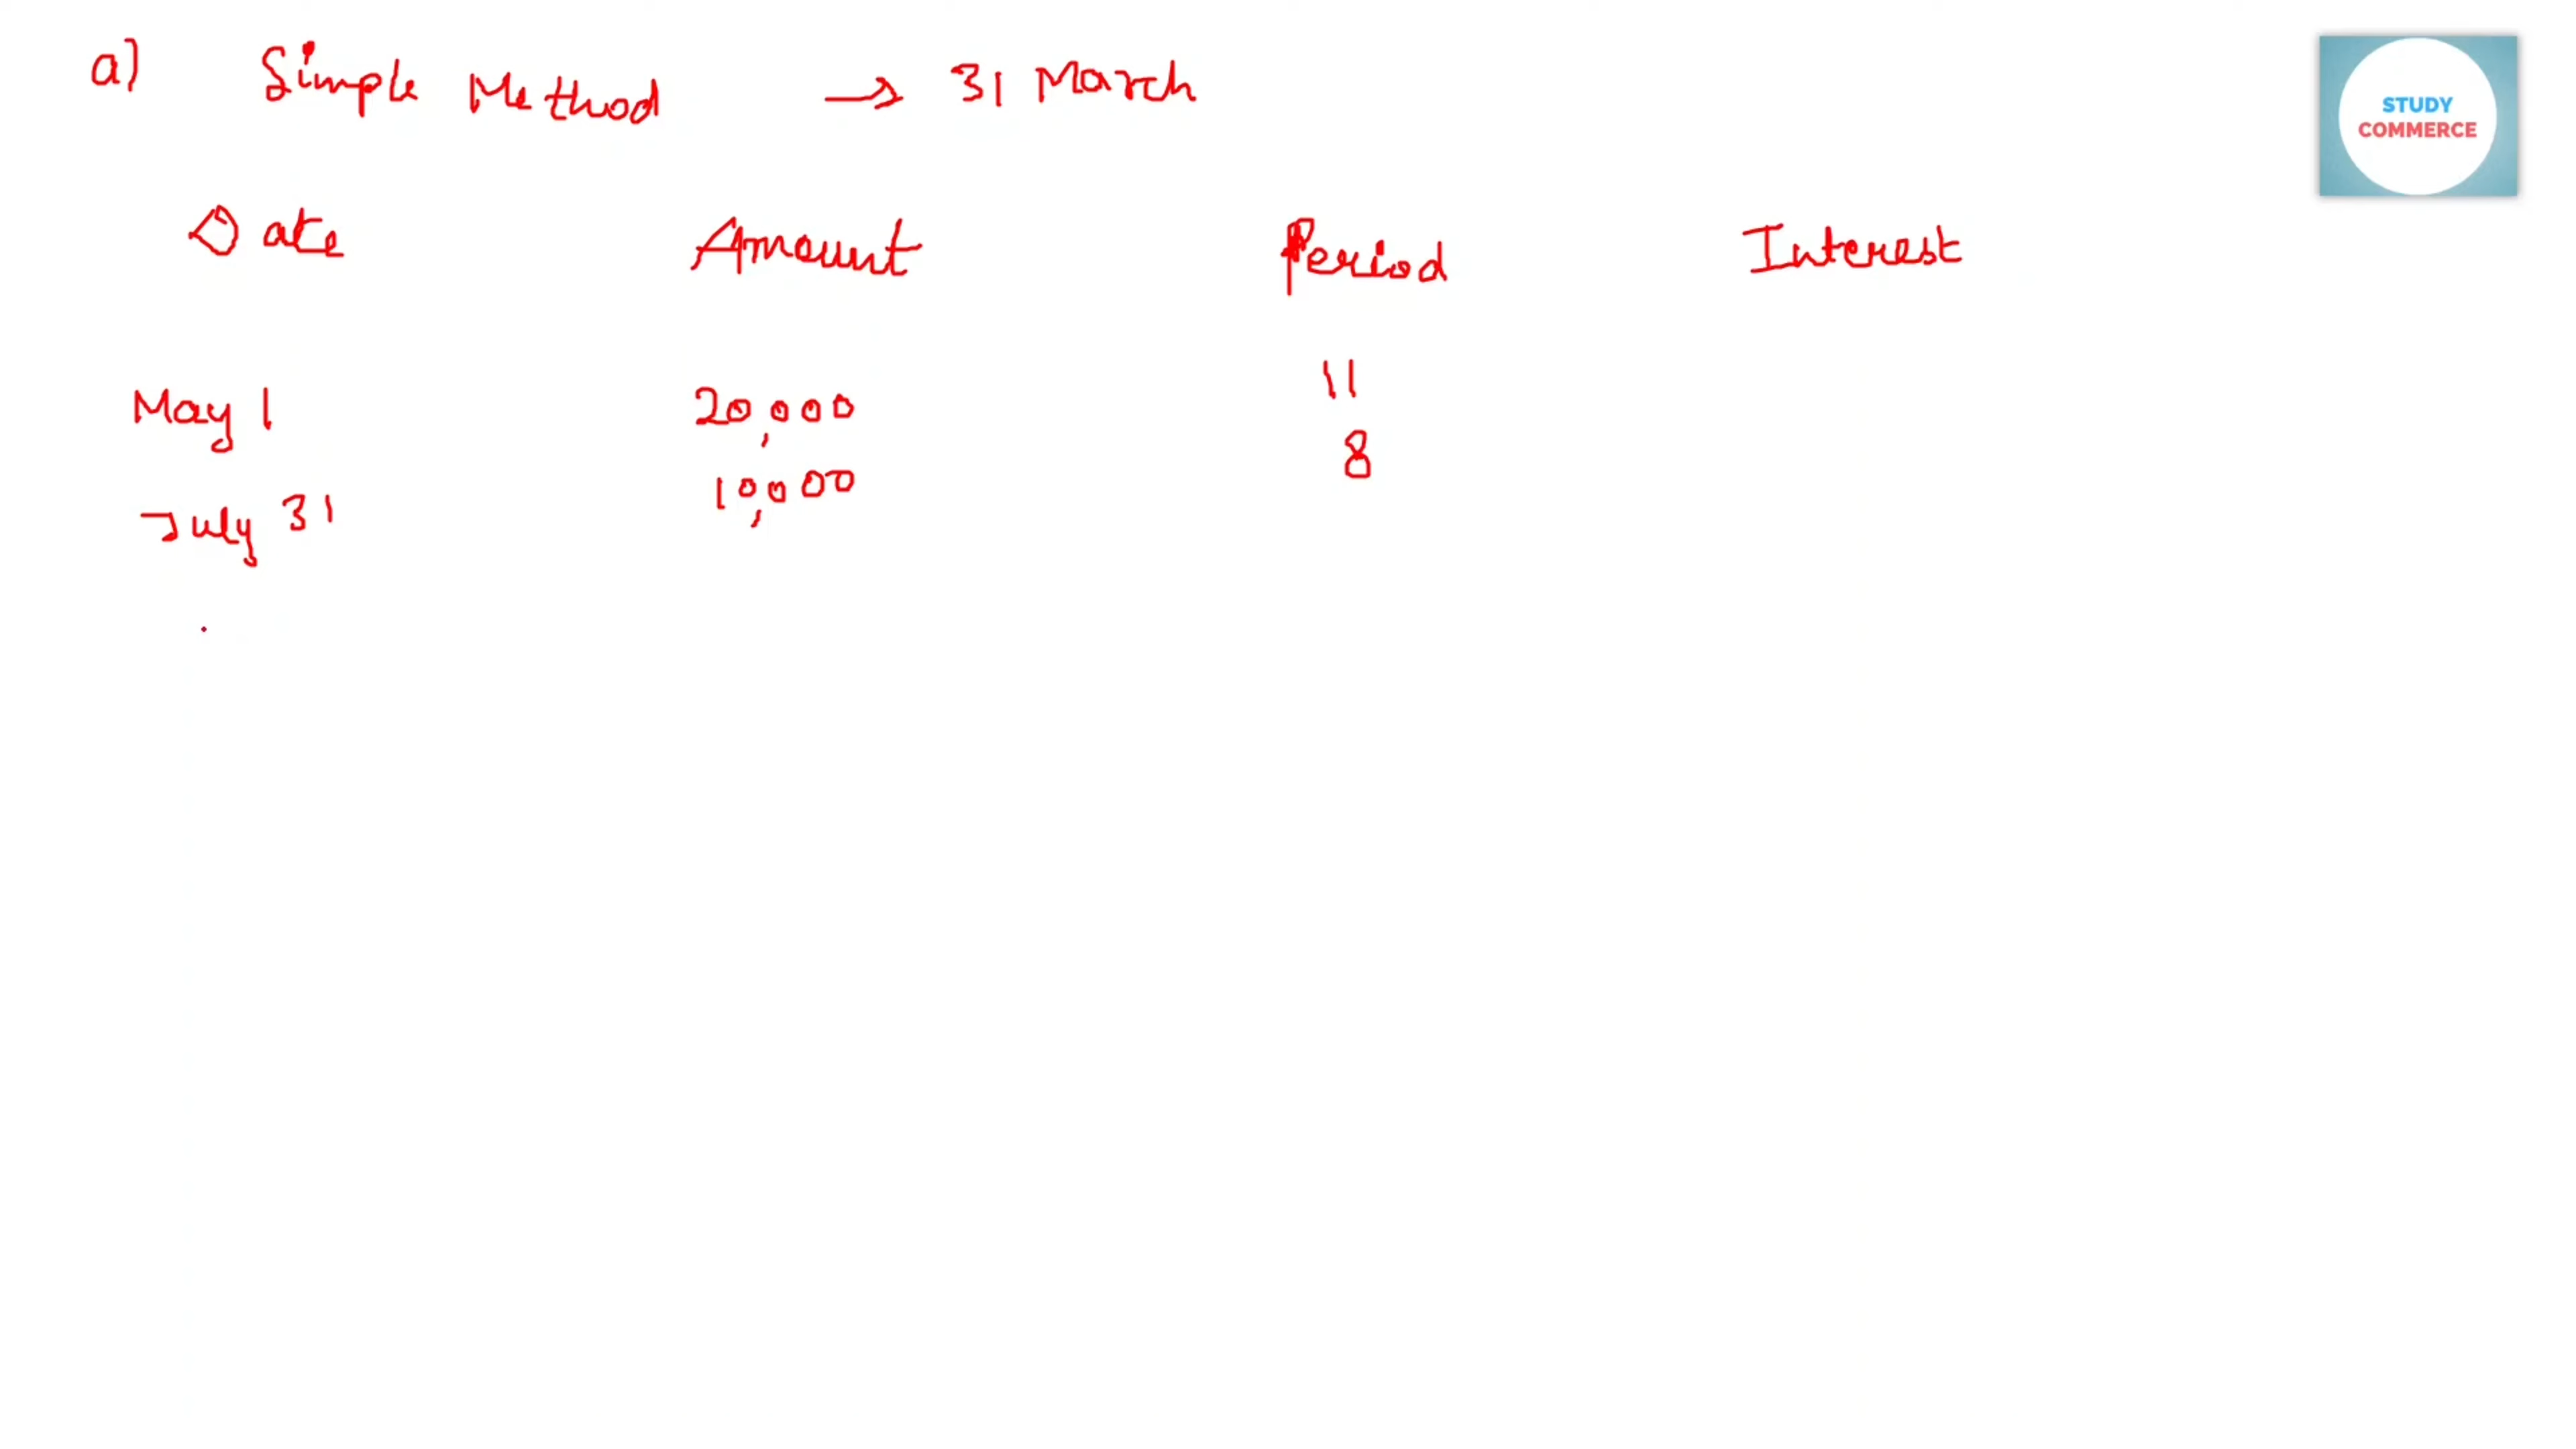 a) Simple Method → 31 March
STUDY
COMMERCE
Date Amount Period Interest
May 1 20,000 11
July 31 10,000 8